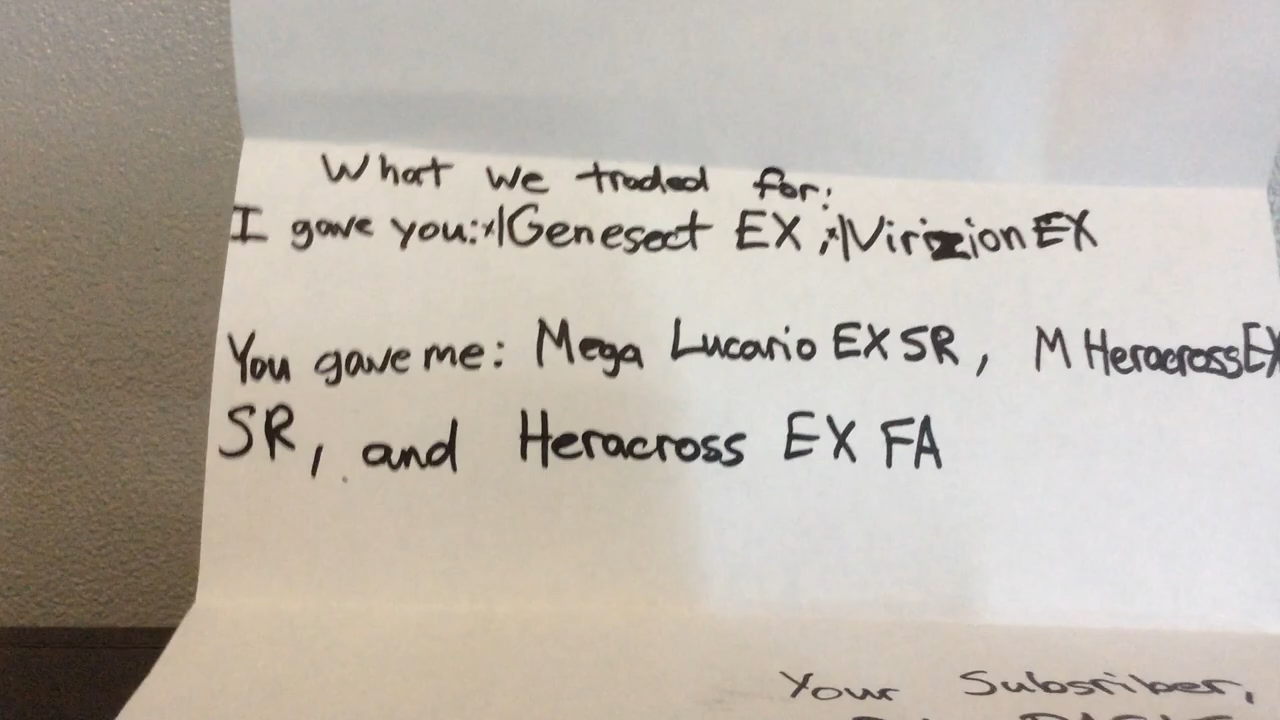 What we traded for:
I gave you: x1 Genesect EX, x1 Virizion EX
You gave me: Mega Lucario EX SR, M Heracross EX
SR, and Heracross EX FA
Your Subscriber,